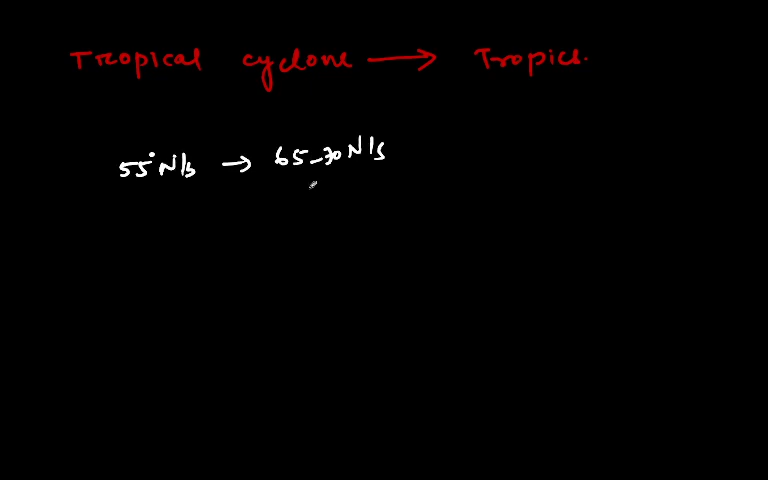 Tropical cyclone → Tropics.
55° N/s → 65-70 N/s